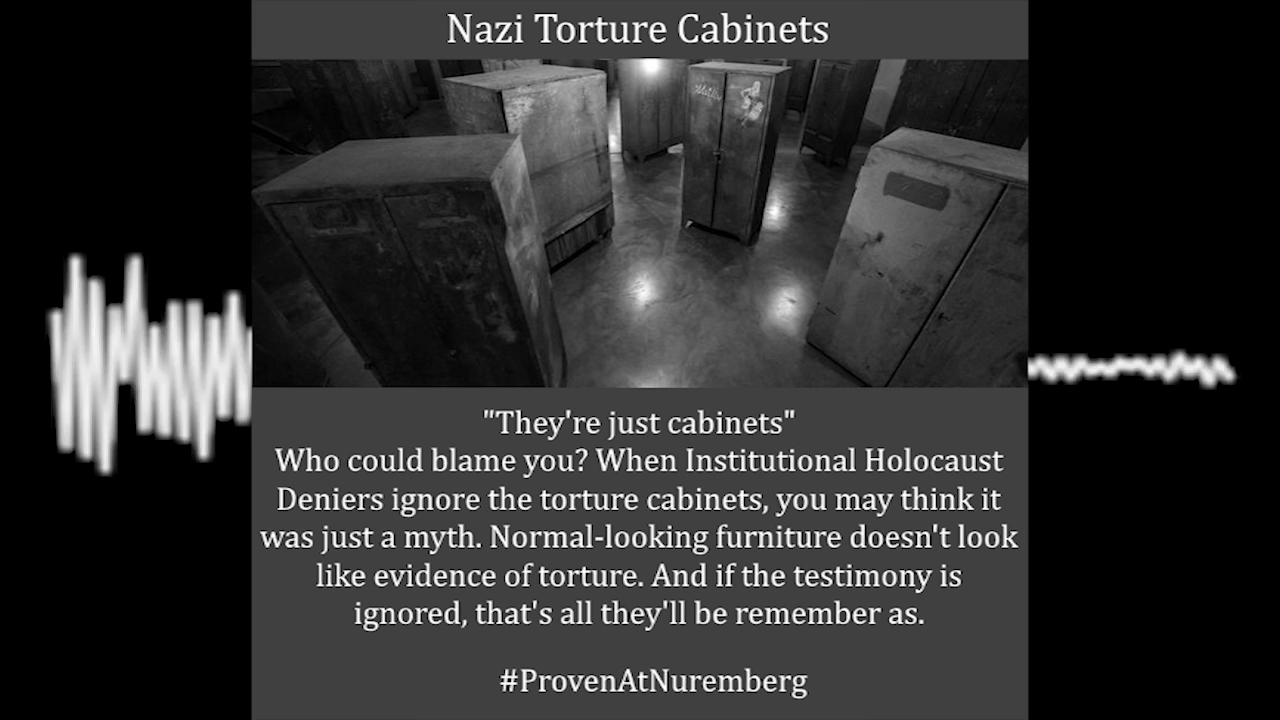 Nazi Torture Cabinets
"They're just cabinets"
Who could blame you? When Institutional Holocaust
Deniers ignore the torture cabinets, you may think it
was just a myth. Normal-looking furniture doesn't look
like evidence of torture. And if the testimony is
ignored, that's all they'll be remember as.
#ProvenAtNuremberg